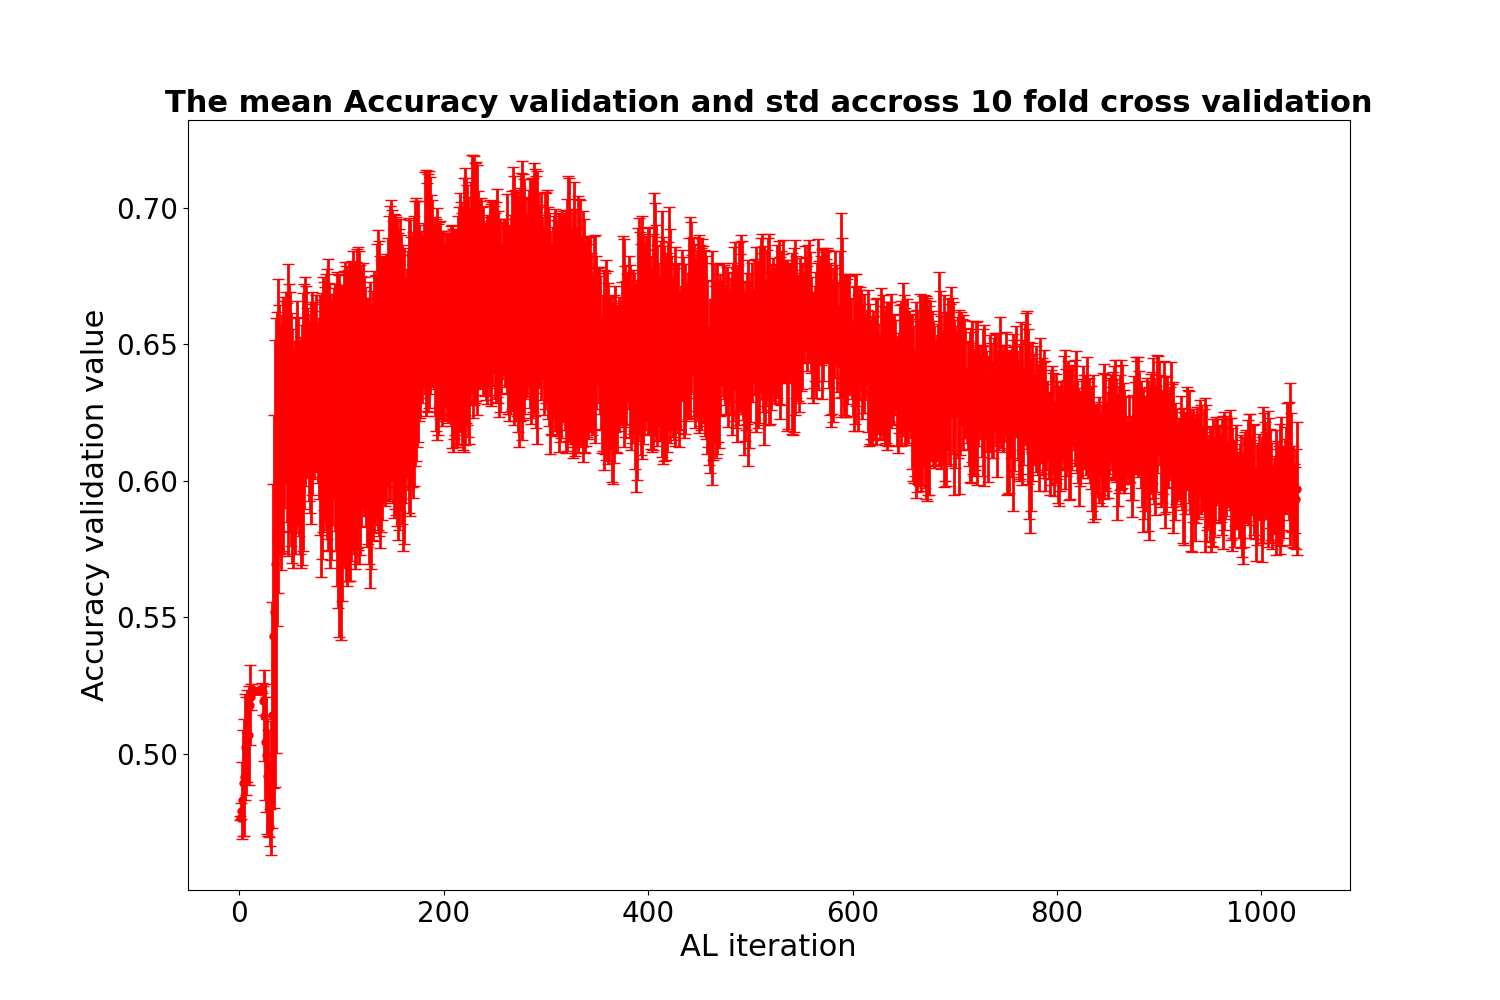 The mean Accuracy validation and std accross 10 fold cross validation
Accuracy validation value
0.70
0.65
0.60
0.55
0.50
0 200 400 600 800 1000
AL iteration